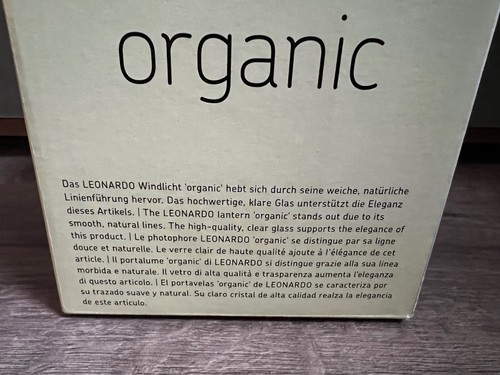 organic
Das LEONARDO Windlicht 'organic' hebt sich durch seine weiche, natürliche
Linienführung hervor. Das hochwertige, klare Glas unterstützt die Eleganz
dieses Artikels. | The LEONARDO lantern 'organic' stands out due to its
smooth, natural lines. The high-quality, clear glass supports the elegance of
this product. | Le photophore LEONARDO 'organic' se distingue par sa ligne
douce et naturelle. Le verre clair de haute qualité ajoute à l'élégance de cet
article. | Il portalume 'organic' di LEONARDO si distingue grazie alla sua linea
morbida e naturale. Il vetro di alta qualità e trasparenza aumenta l'eleganza
di questo articolo. | El portavelas 'organic' de LEONARDO se caracteriza por
su trazado suave y natural. Su claro cristal de alta calidad realza la elegancia
de este articulo.